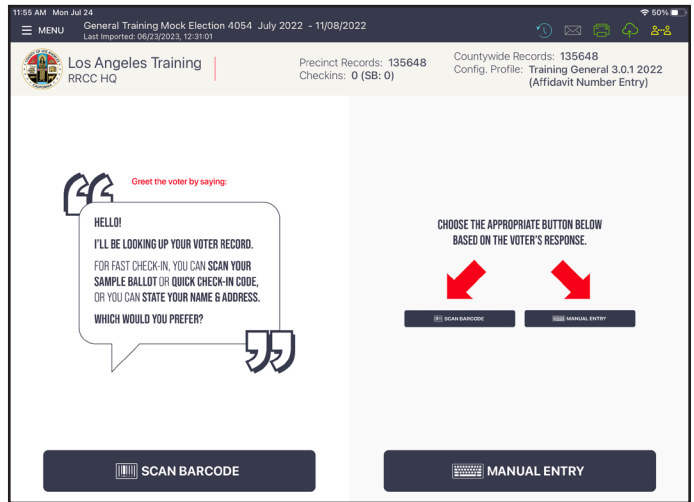 11:55 AM Mon Jul 24
50%
MENU
General Training Mock Election 4054 July 2022 - 11/08/2022
Last Imported: 06/23/2023, 12:31:01
Los Angeles Training
RRCC HQ
Precinct Records: 135648
Checkins: 0 (SB: 0)
Countywide Records: 135648
Config. Profile: Training General 3.0.1 2022
(Affidavit Number Entry)
Greet the voter by saying:
HELLO!
I'LL BE LOOKING UP YOUR VOTER RECORD.
FOR FAST CHECK-IN, YOU CAN SCAN YOUR
SAMPLE BALLOT OR QUICK CHECK-IN CODE,
OR YOU CAN STATE YOUR NAME & ADDRESS.
WHICH WOULD YOU PREFER?
CHOOSE THE APPROPRIATE BUTTON BELOW
BASED ON THE VOTER'S RESPONSE.
SCAN BARCODE
MANUAL ENTRY
SCAN BARCODE
MANUAL ENTRY